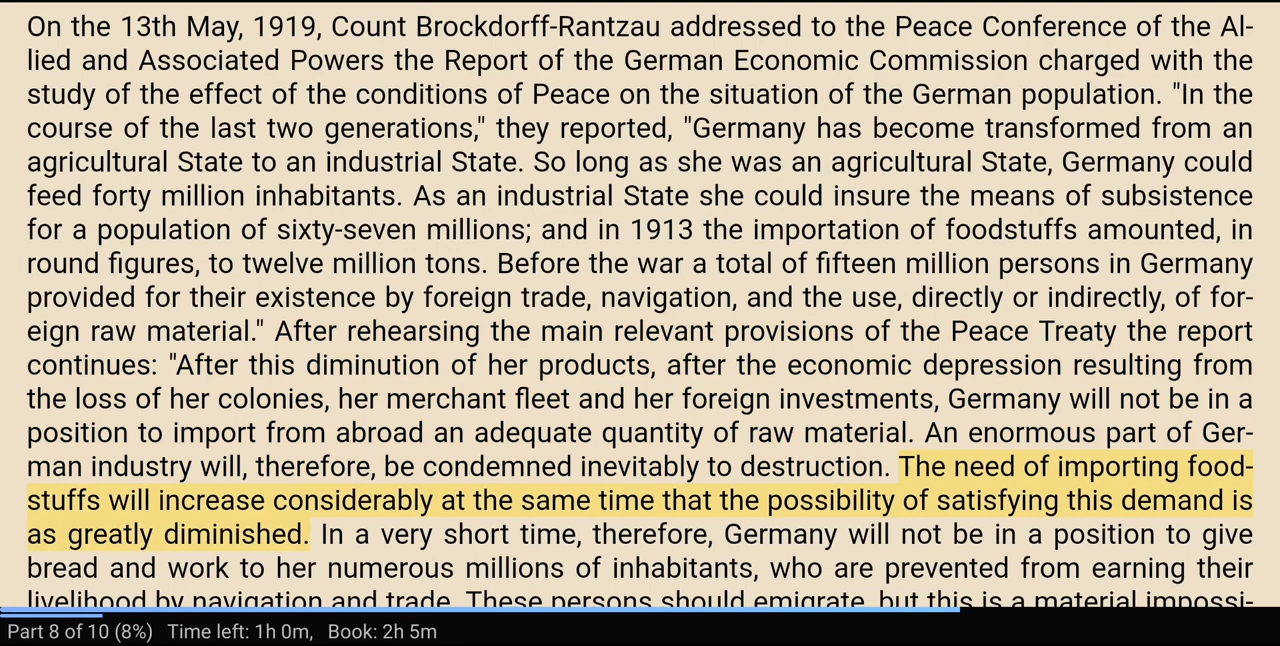 On the 13th May, 1919, Count Brockdorff-Rantzau addressed to the Peace Conference of the Al-
lied and Associated Powers the Report of the German Economic Commission charged with the
study of the effect of the conditions of Peace on the situation of the German population. "In the
course of the last two generations," they reported, "Germany has become transformed from an
agricultural State to an industrial State. So long as she was an agricultural State, Germany could
feed forty million inhabitants. As an industrial State she could insure the means of subsistence
for a population of sixty-seven millions; and in 1913 the importation of foodstuffs amounted, in
round figures, to twelve million tons. Before the war a total of fifteen million persons in Germany
provided for their existence by foreign trade, navigation, and the use, directly or indirectly, of for-
eign raw material." After rehearsing the main relevant provisions of the Peace Treaty the report
continues: "After this diminution of her products, after the economic depression resulting from
the loss of her colonies, her merchant fleet and her foreign investments, Germany will not be in a
position to import from abroad an adequate quantity of raw material. An enormous part of Ger-
man industry will, therefore, be condemned inevitably to destruction. The need of importing food-
stuffs will increase considerably at the same time that the possibility of satisfying this demand is
as greatly diminished. In a very short time, therefore, Germany will not be in a position to give
bread and work to her numerous millions of inhabitants, who are prevented from earning their
livelihood by navigation and trade. These persons should emigrate, but this is a material impossi-
Part 8 of 10 (8%) Time left: 1h 0m, Book: 2h 5m